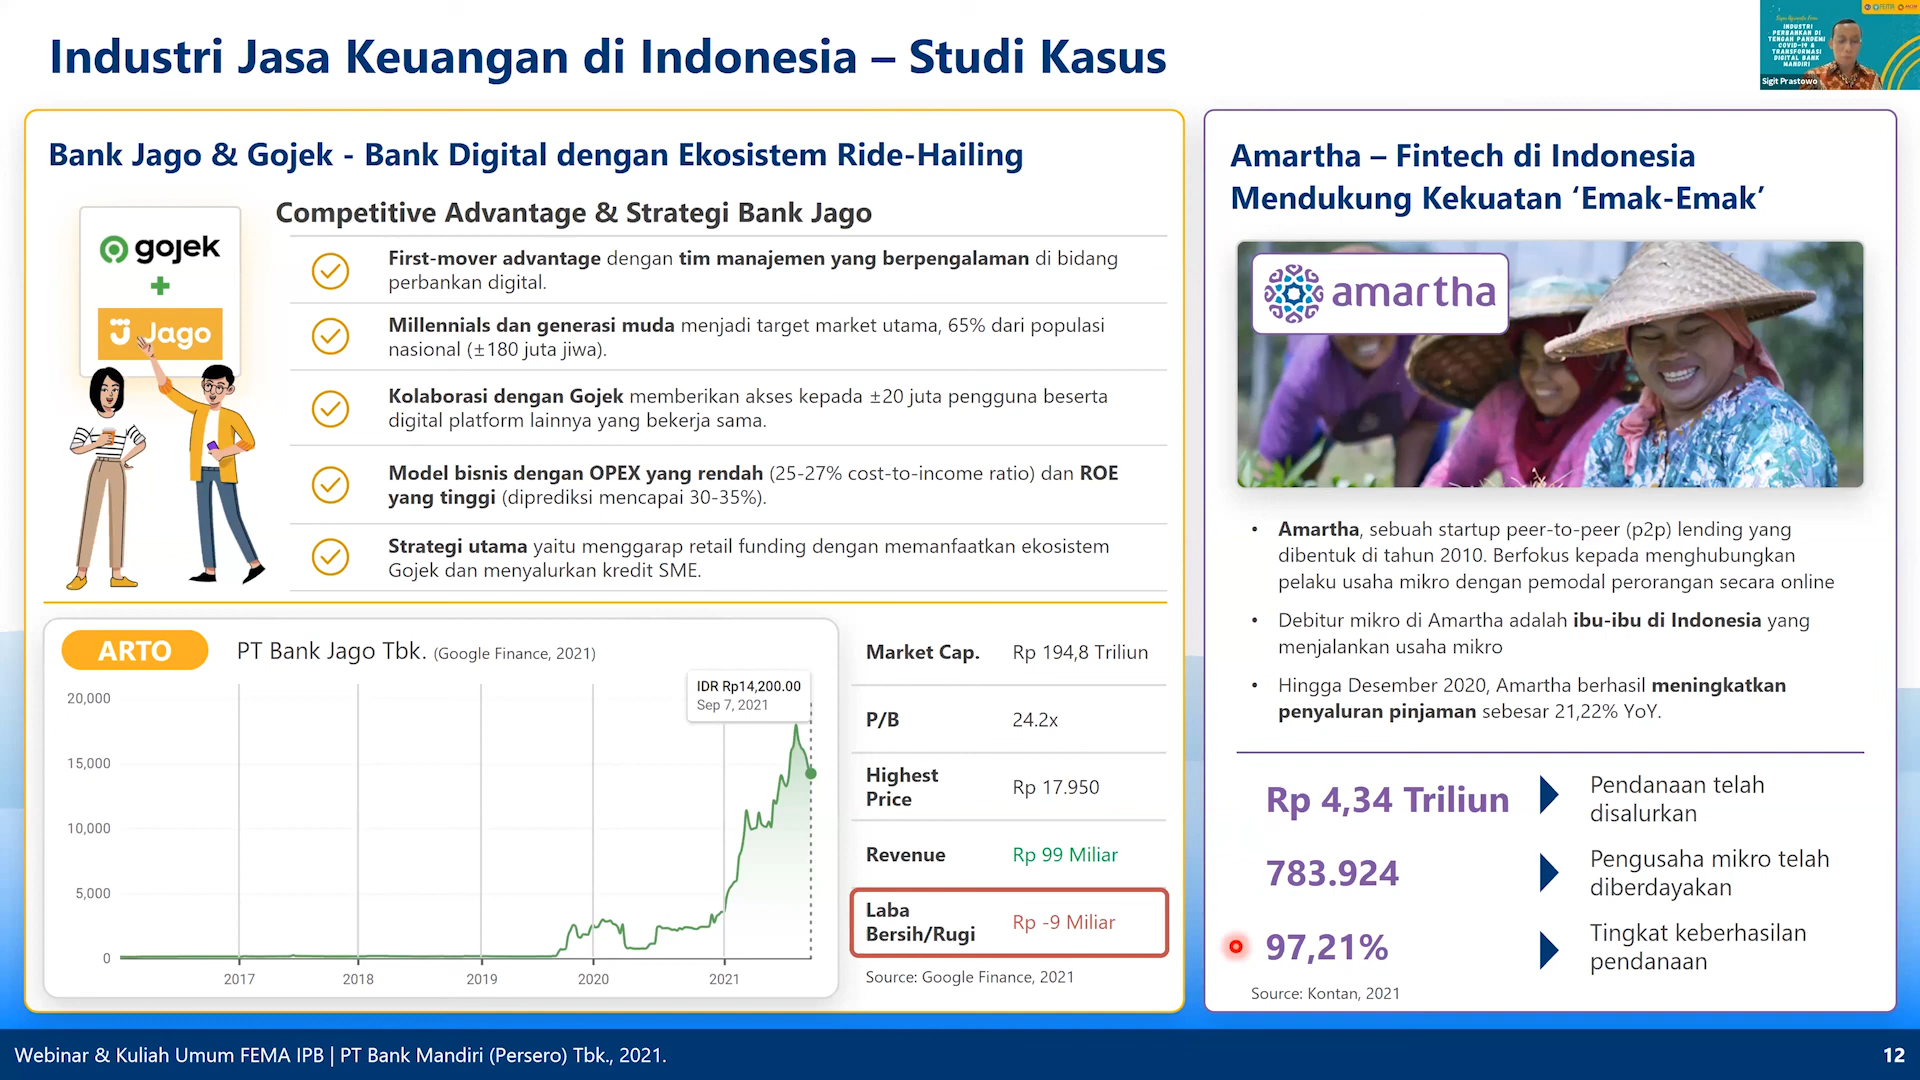 Industri Jasa Keuangan di Indonesia – Studi Kasus
INDUSTRI
PERBANKAN DI
TENGAH PANDEMI
COVID-19 &
TRANSFORMASI
DIGITAL BANK
MANDIRI
Sigit Prastowo
Bank Jago & Gojek - Bank Digital dengan Ekosistem Ride-Hailing
gojek
+
Jago
Competitive Advantage & Strategi Bank Jago
First-mover advantage dengan tim manajemen yang berpengalaman di bidang
perbankan digital.
Millennials dan generasi muda menjadi target market utama, 65% dari populasi
nasional (±180 juta jiwa).
Kolaborasi dengan Gojek memberikan akses kepada ±20 juta pengguna beserta
digital platform lainnya yang bekerja sama.
Model bisnis dengan OPEX yang rendah (25-27% cost-to-income ratio) dan ROE
yang tinggi (diprediksi mencapai 30-35%).
Strategi utama yaitu menggarap retail funding dengan memanfaatkan ekosistem
Gojek dan menyalurkan kredit SME.
ARTO
PT Bank Jago Tbk. (Google Finance, 2021)
IDR Rp14,200.00
Sep 7, 2021
20,000
15,000
10,000
5,000
0
2017 2018 2019 2020 2021
Market Cap. Rp 194,8 Triliun
P/B 24.2x
Highest
Price Rp 17.950
Revenue Rp 99 Miliar
Laba
Bersih/Rugi Rp -9 Miliar
Source: Google Finance, 2021
Amartha – Fintech di Indonesia
Mendukung Kekuatan ‘Emak-Emak’
amartha
• Amartha, sebuah startup peer-to-peer (p2p) lending yang
dibentuk di tahun 2010. Berfokus kepada menghubungkan
pelaku usaha mikro dengan pemodal perorangan secara online
• Debitur mikro di Amartha adalah ibu-ibu di Indonesia yang
menjalankan usaha mikro
• Hingga Desember 2020, Amartha berhasil meningkatkan
penyaluran pinjaman sebesar 21,22% YoY.
Rp 4,34 Triliun
Pendanaan telah
disalurkan
783.924
Pengusaha mikro telah
diberdayakan
97,21%
Tingkat keberhasilan
pendanaan
Source: Kontan, 2021
Webinar & Kuliah Umum FEMA IPB | PT Bank Mandiri (Persero) Tbk., 2021.
12